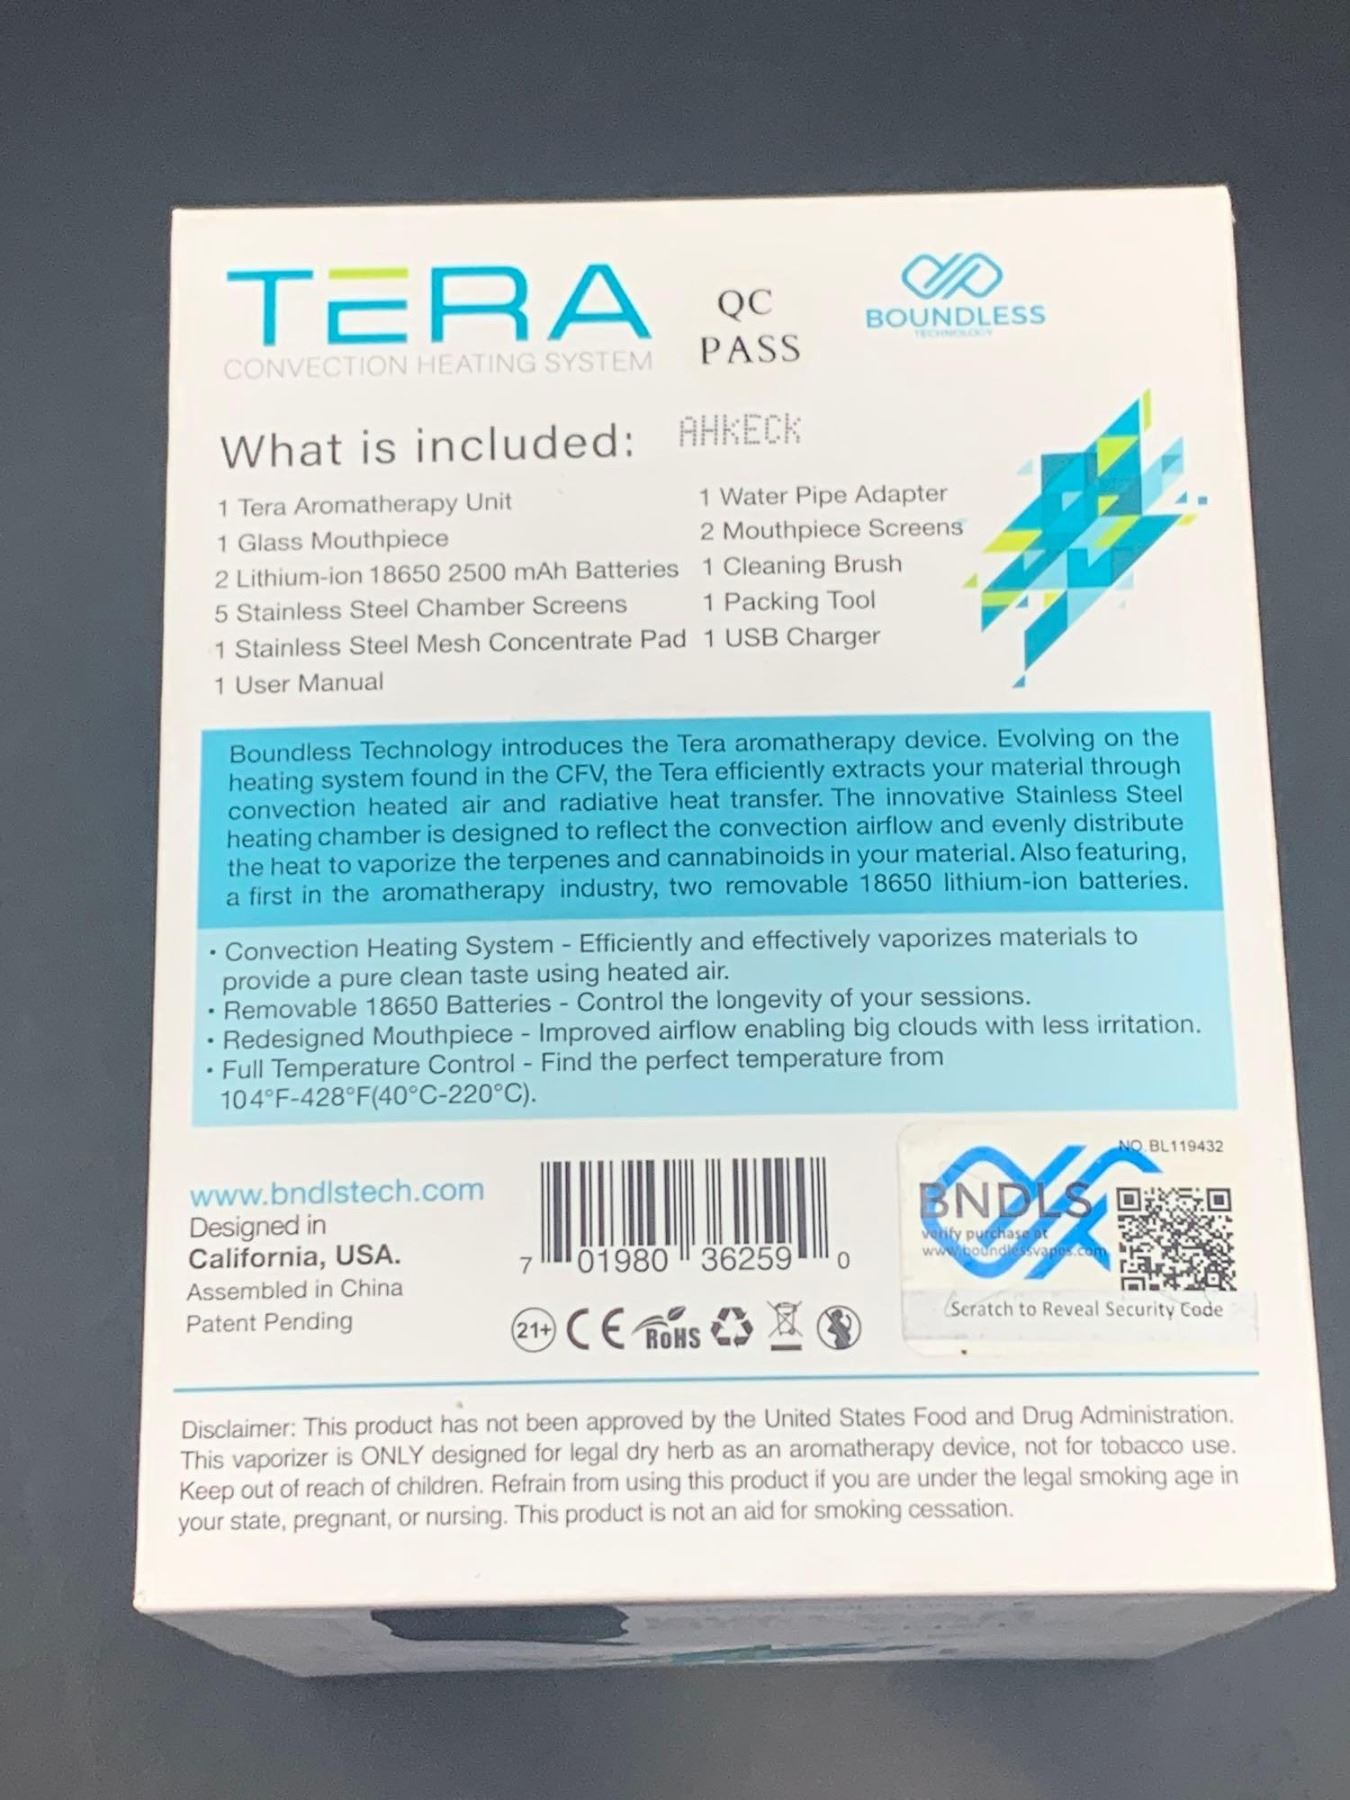 TERA
CONVECTION HEATING SYSTEM
QC
PASS
BOUNDLESS
TECHNOLOGY
What is included:
AHKECK
1 Tera Aromatherapy Unit
1 Glass Mouthpiece
2 Lithium-ion 18650 2500 mAh Batteries
5 Stainless Steel Chamber Screens
1 Stainless Steel Mesh Concentrate Pad
1 User Manual
1 Water Pipe Adapter
2 Mouthpiece Screens
1 Cleaning Brush
1 Packing Tool
1 USB Charger
Boundless Technology introduces the Tera aromatherapy device. Evolving on the
heating system found in the CFV, the Tera efficiently extracts your material through
convection heated air and radiative heat transfer. The innovative Stainless Steel
heating chamber is designed to reflect the convection airflow and evenly distribute
the heat to vaporize the terpenes and cannabinoids in your material. Also featuring,
a first in the aromatherapy industry, two removable 18650 lithium-ion batteries.
• Convection Heating System - Efficiently and effectively vaporizes materials to
provide a pure clean taste using heated air.
• Removable 18650 Batteries - Control the longevity of your sessions.
• Redesigned Mouthpiece - Improved airflow enabling big clouds with less irritation.
• Full Temperature Control - Find the perfect temperature from
104°F-428°F(40°C-220°C).
www.bndlstech.com
Designed in
California, USA.
Assembled in China
Patent Pending
7 01980 36259 0
21+ CE RoHS
NO.BL119432
BNDLS
verify purchase at
www.boundlessvapes.com
Scratch to Reveal Security Code
Disclaimer: This product has not been approved by the United States Food and Drug Administration.
This vaporizer is ONLY designed for legal dry herb as an aromatherapy device, not for tobacco use.
Keep out of reach of children. Refrain from using this product if you are under the legal smoking age in
your state, pregnant, or nursing. This product is not an aid for smoking cessation.